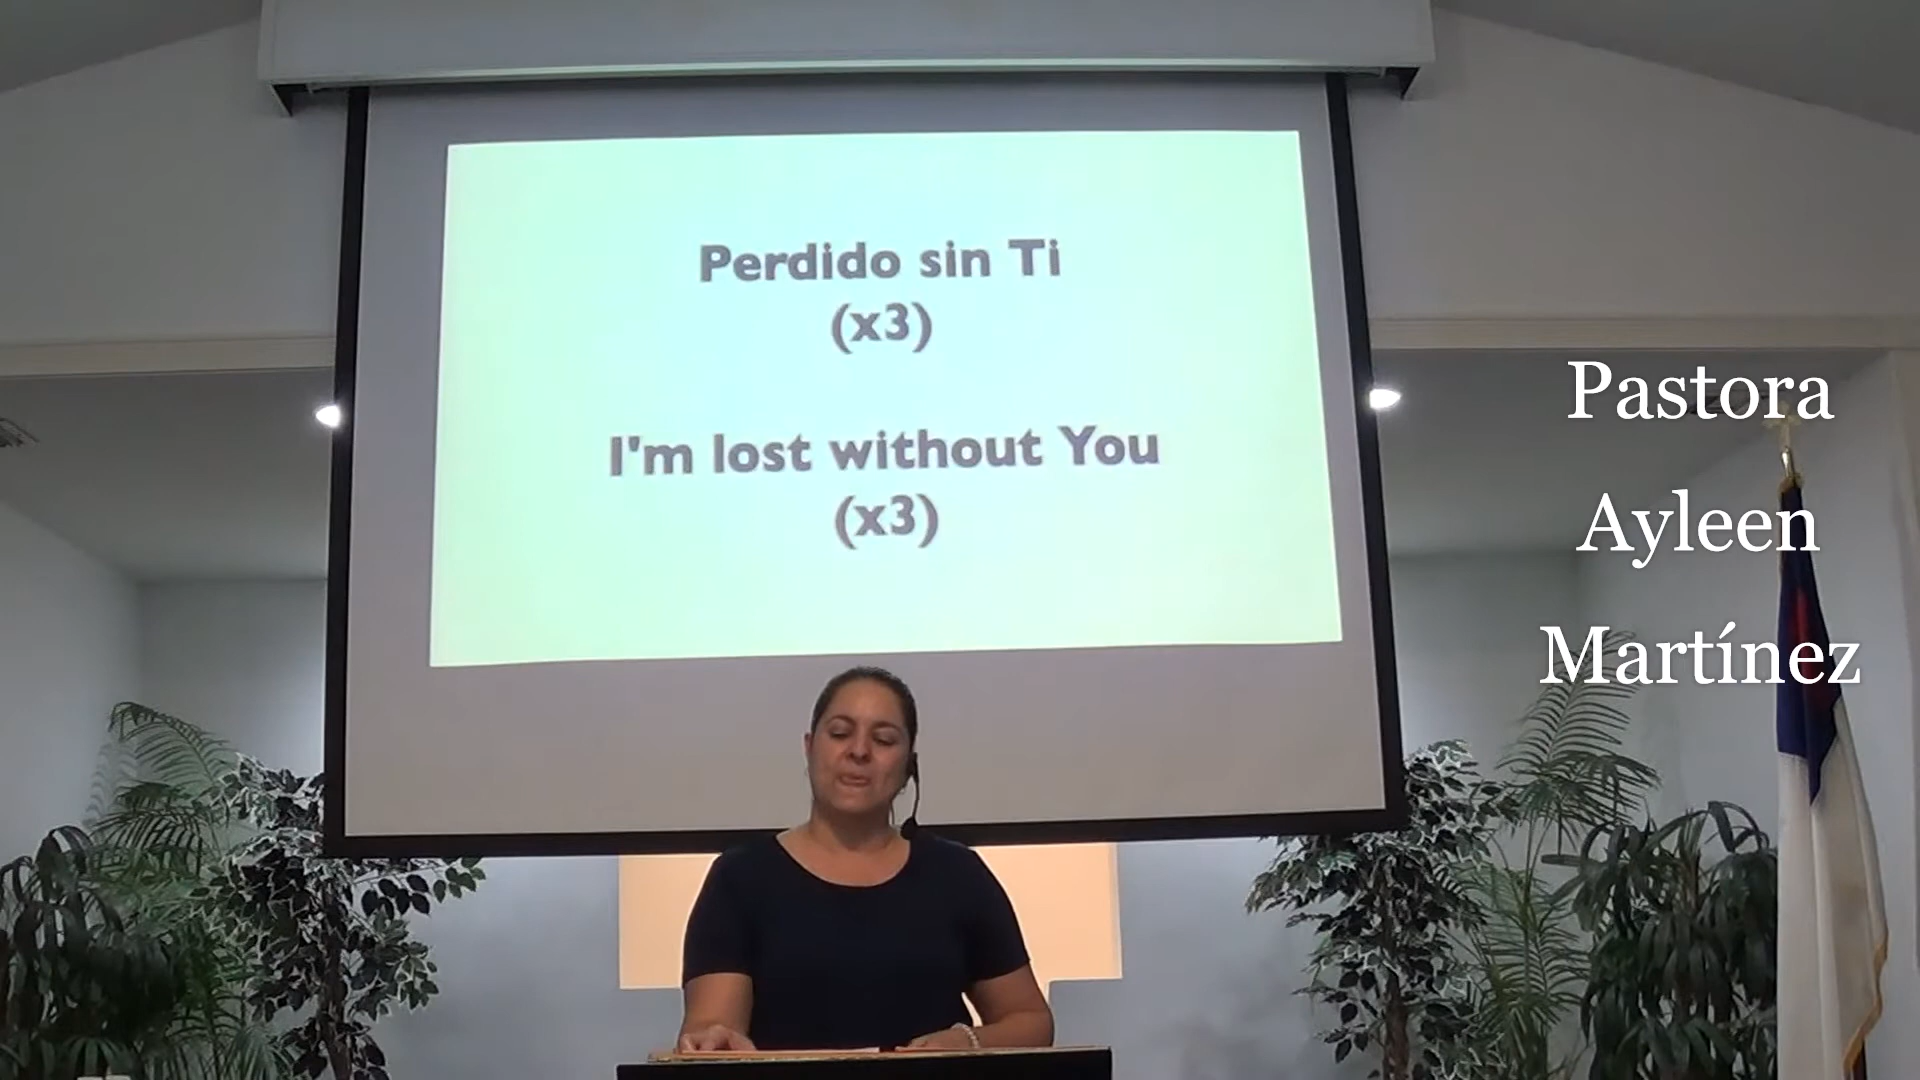 Perdido sin Ti
(x3)
I'm lost without You
(x3)
Pastora
Ayleen
Martínez